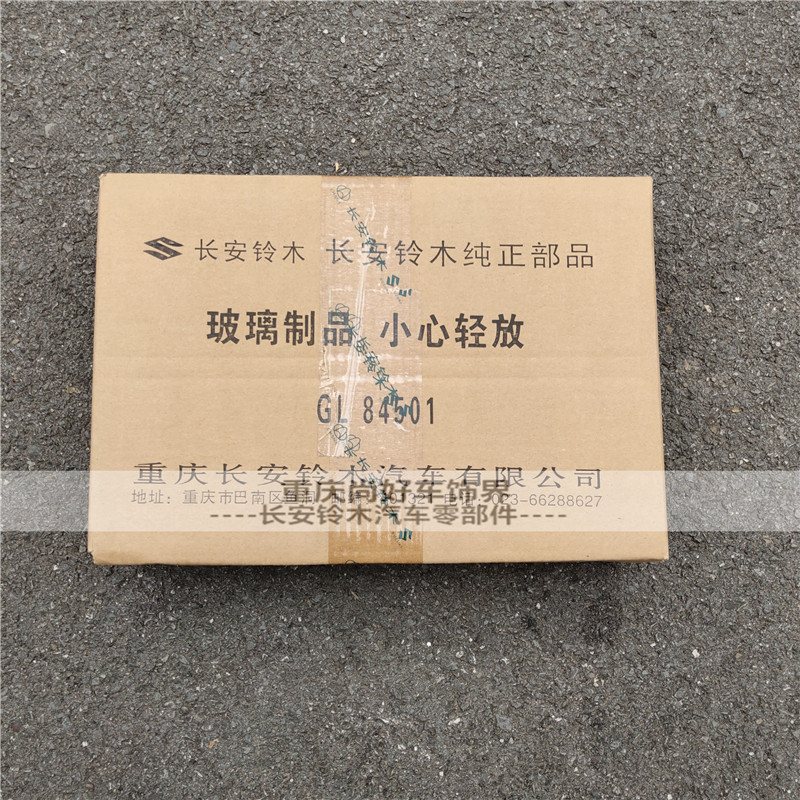 长安铃木 长安铃木纯正部品
玻璃制品 小心轻放
GL 84501
重庆长安铃木汽车有限公司
地址：重庆市巴南区
023-66288627
重庆尚好车饰界
----长安铃木汽车零部件----